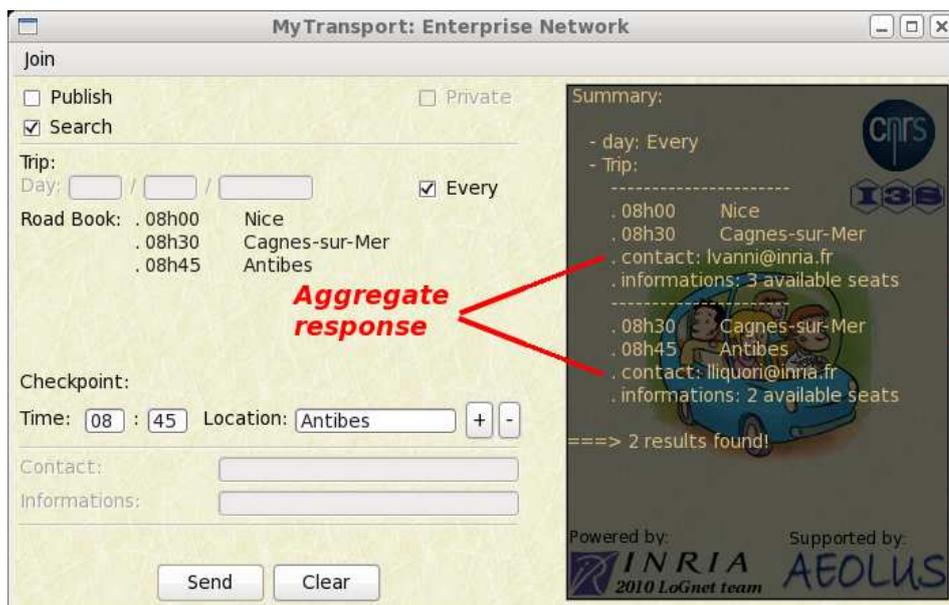 MyTransport: Enterprise Network
Join
Publish
Private
Search
Trip:
Day: / /
Every
Road Book: . 08h00 Nice
. 08h30 Cagnes-sur-Mer
. 08h45 Antibes
Aggregate
response
Checkpoint:
Time: 08 : 45 Location: Antibes + -
Contact:
Informations:
Send Clear
Summary:
- day: Every
- Trip:
----------------------
. 08h00 Nice
. 08h30 Cagnes-sur-Mer
. contact: lvanni@inria.fr
. informations: 3 available seats
----------------------
. 08h30 Cagnes-sur-Mer
. 08h45 Antibes
. contact: lliquori@inria.fr
. informations: 2 available seats
===> 2 results found!
cnrs
I3S
Powered by:
INRIA
2010 LoGnet team
Supported by:
AEOLUS